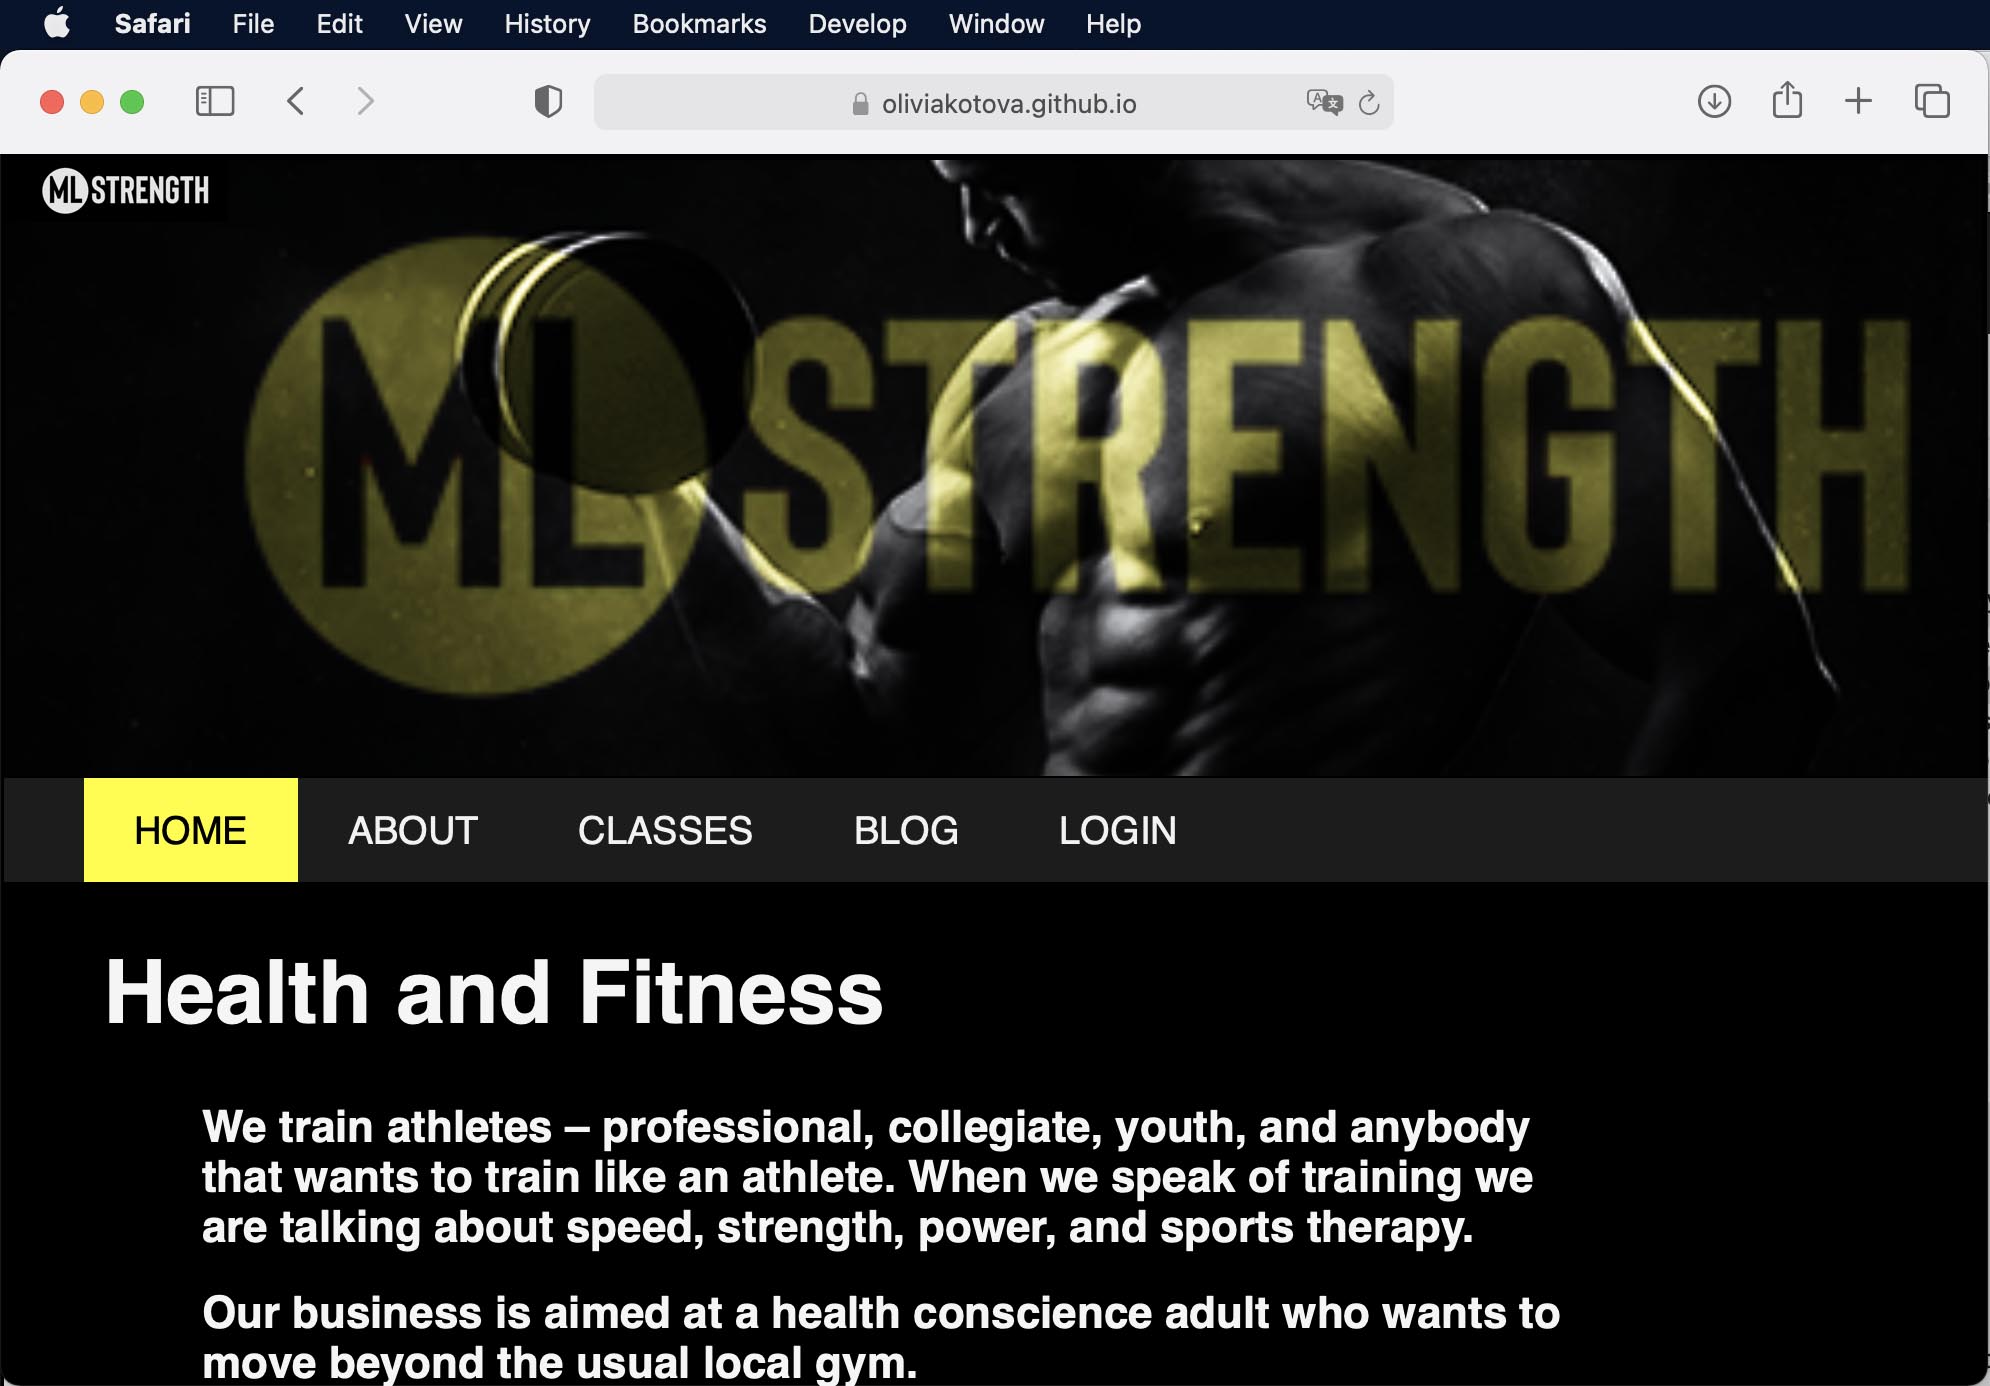 Safari File Edit View History Bookmarks Develop Window Help
oliviakotova.github.io
ML STRENGTH
ML STRENGTH
HOME ABOUT CLASSES BLOG LOGIN
Health and Fitness
We train athletes – professional, collegiate, youth, and anybody
that wants to train like an athlete. When we speak of training we
are talking about speed, strength, power, and sports therapy.
Our business is aimed at a health conscience adult who wants to
move beyond the usual local gym.